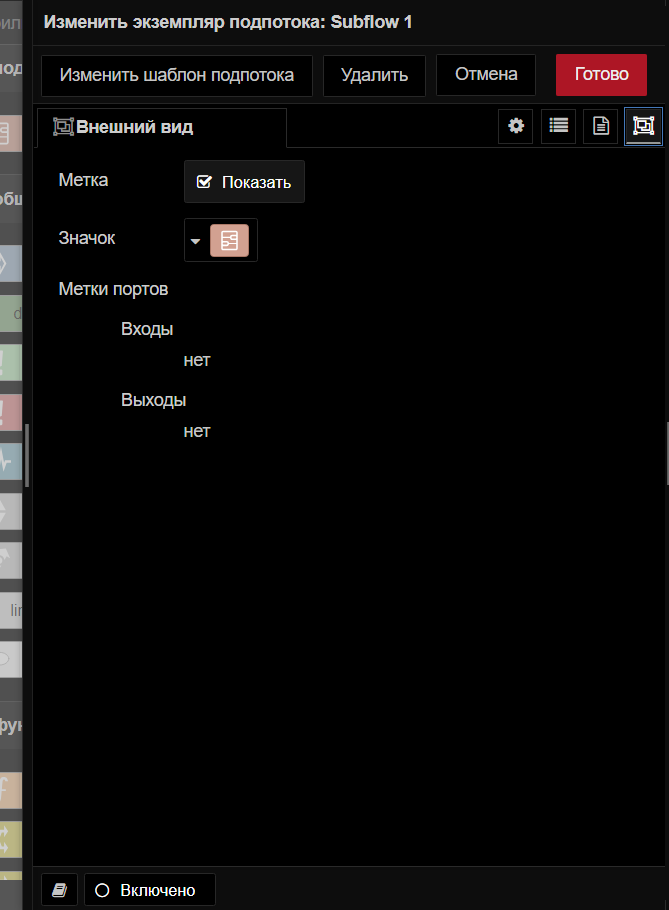 Изменить экземпляр подпотока: Subflow 1
Изменить шаблон подпотока
Удалить
Отмена
Готово
Внешний вид
Метка
Показать
Значок
Метки портов
Входы
нет
Выходы
нет
Включено